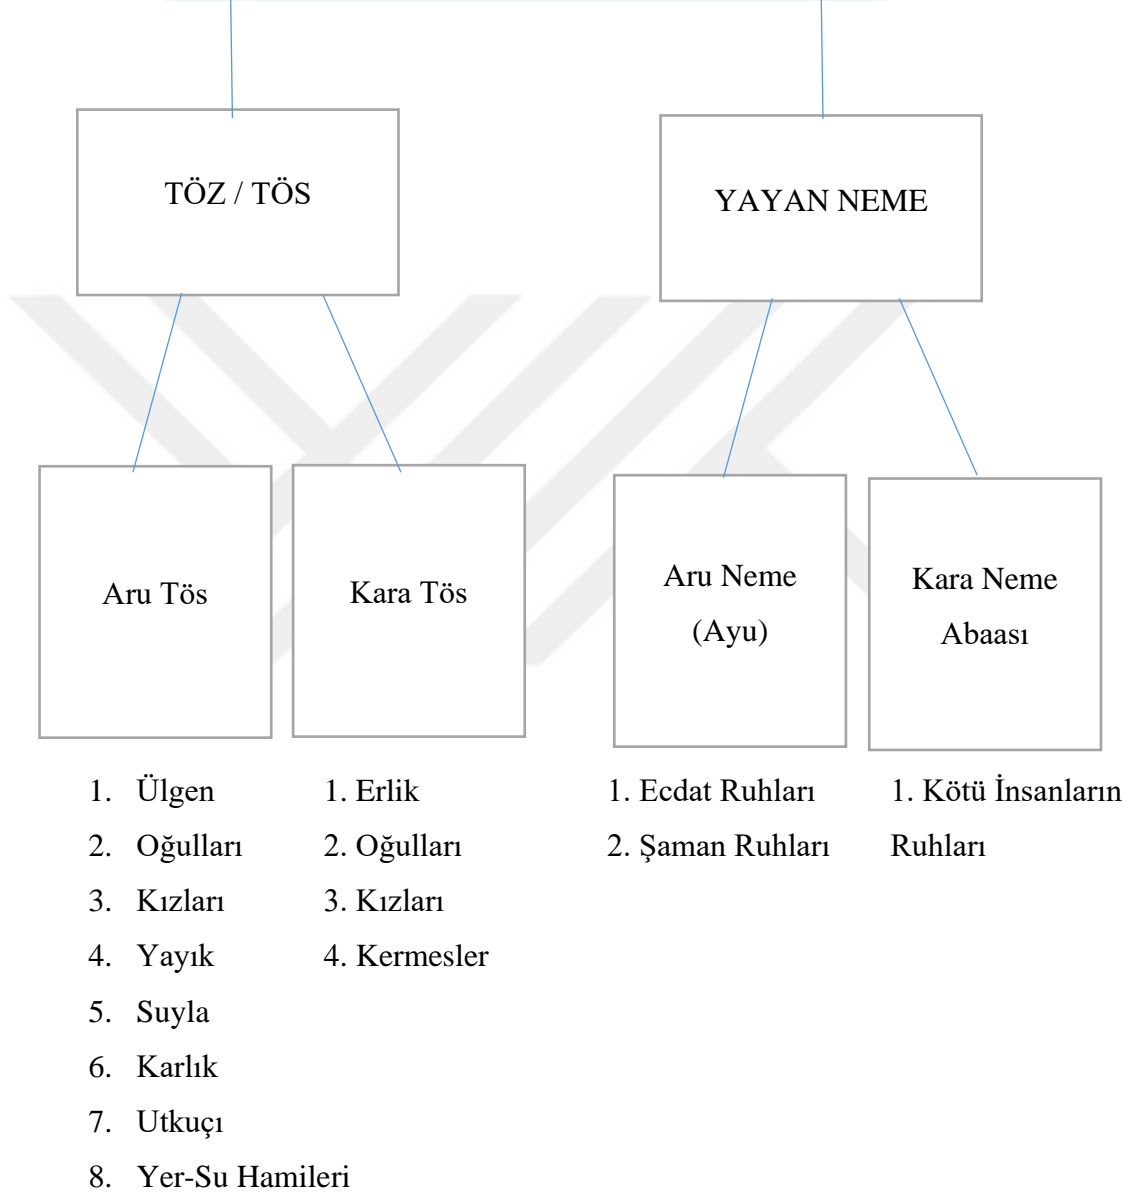 TÖZ / TÖS
YAYAN NEME
Aru Tös
Kara Tös
Aru Neme
(Ayu)
Kara Neme
Abaası
1. Ülgen
2. Oğulları
3. Kızları
4. Yayık
5. Suyla
6. Karlık
7. Utkuçı
8. Yer-Su Hamileri
1. Erlik
2. Oğulları
3. Kızları
4. Kermesler
1. Ecdat Ruhları
2. Şaman Ruhları
1. Kötü İnsanların
Ruhları